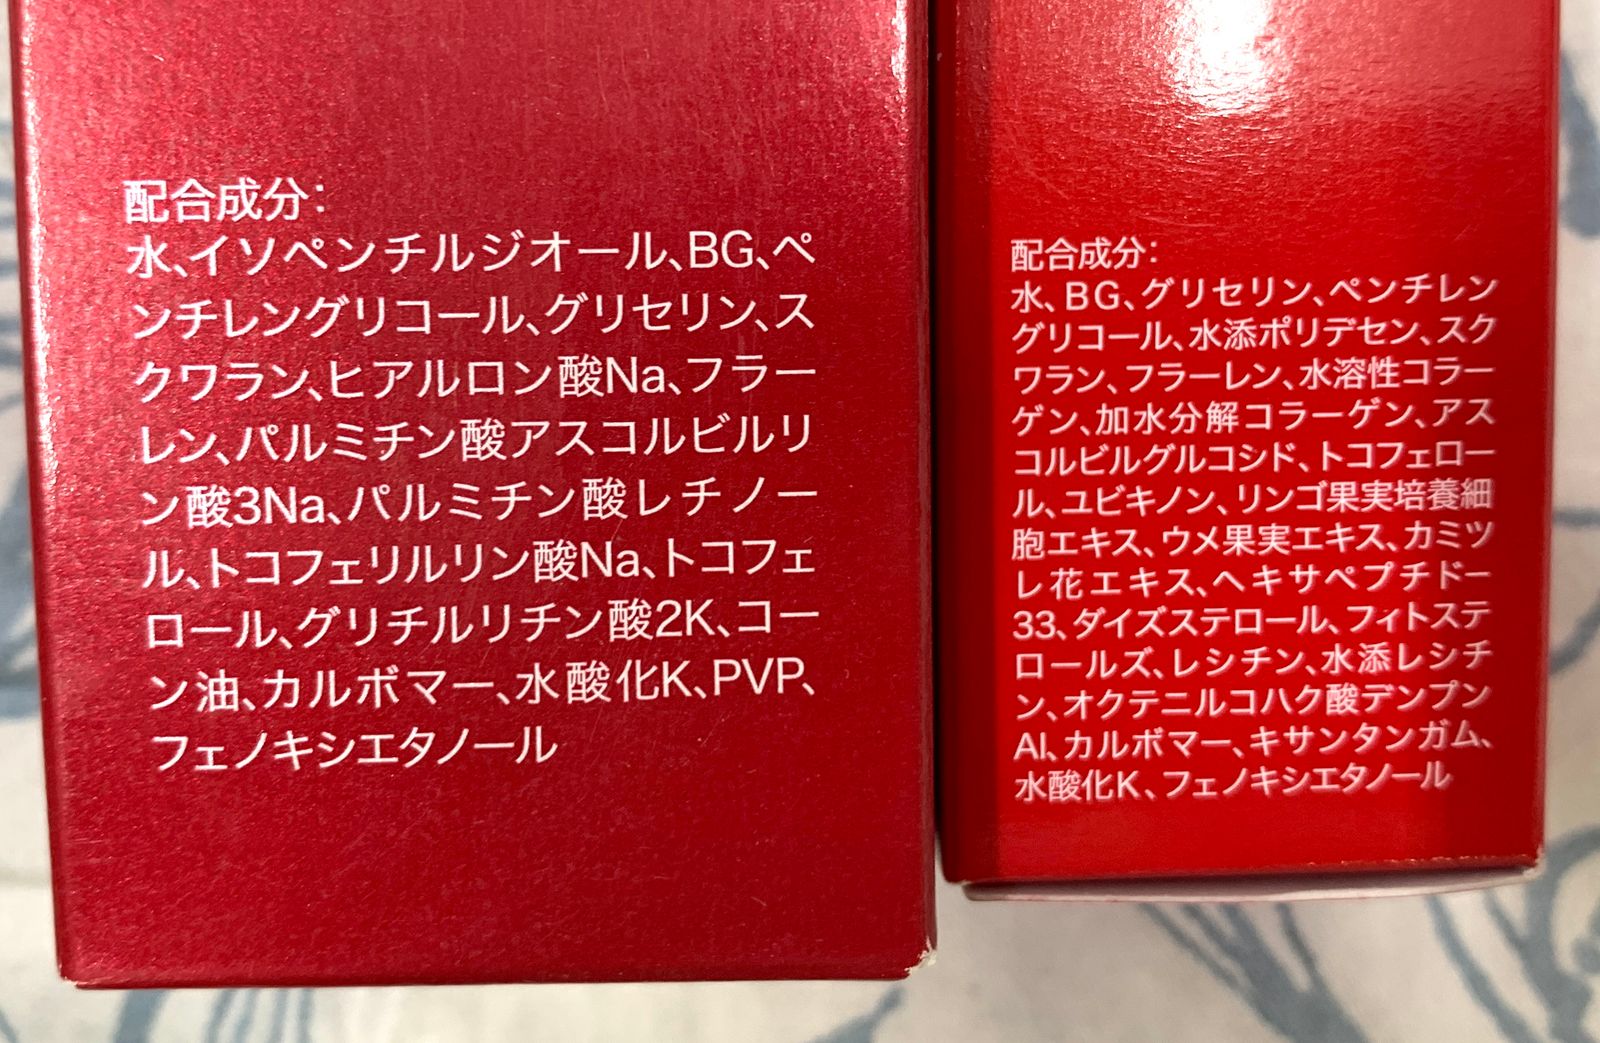 配合成分:
水、イソペンチルジオール、BG、ペ
ンチレングリコール、グリセリン、ス
クワラン、ヒアルロン酸Na、フラー
レン、パルミチン酸アスコルビルリ
ン酸3Na、パルミチン酸レチノー
ル、トコフェリルリン酸Na、トコフェ
ロール、グリチルリチン酸2K、コー
ン油、カルボマー、水酸化K、PVP、
フェノキシエタノール
配合成分:
水、BG、グリセリン、ペンチレン
グリコール、水添ポリデセン、スク
ワラン、フラーレン、水溶性コラー
ゲン、加水分解コラーゲン、アス
コルビルグルコシド、トコフェロー
ル、ユビキノン、リンゴ果実培養細
胞エキス、ウメ果実エキス、カミツ
レ花エキス、ヘキサペプチドー
33、ダイズステロール、フィトステ
ロールズ、レシチン、水添レシチ
ン、オクテニルコハク酸デンプン
Al、カルボマー、キサンタンガム、
水酸化K、フェノキシエタノール